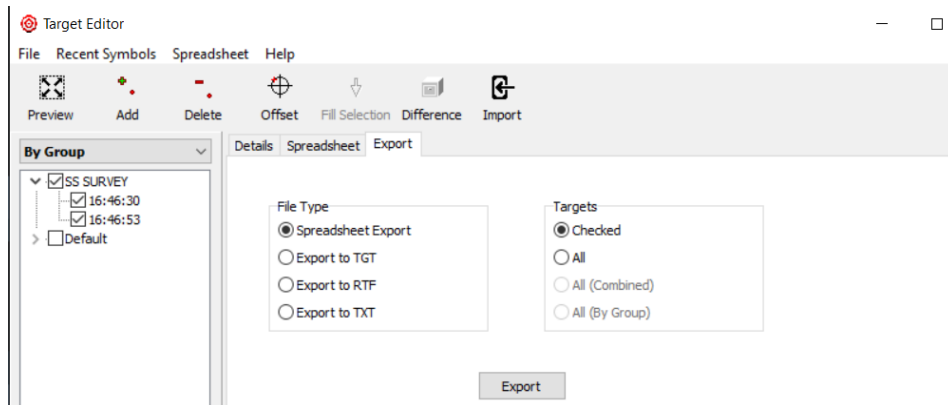 Target Editor
File Recent Symbols Spreadsheet Help
Preview Add Delete Offset Fill Selection Difference Import
By Group
Details Spreadsheet Export
SS SURVEY
16:46:30
16:46:53
Default
File Type
Spreadsheet Export
Export to TGT
Export to RTF
Export to TXT
Targets
Checked
All
All (Combined)
All (By Group)
Export